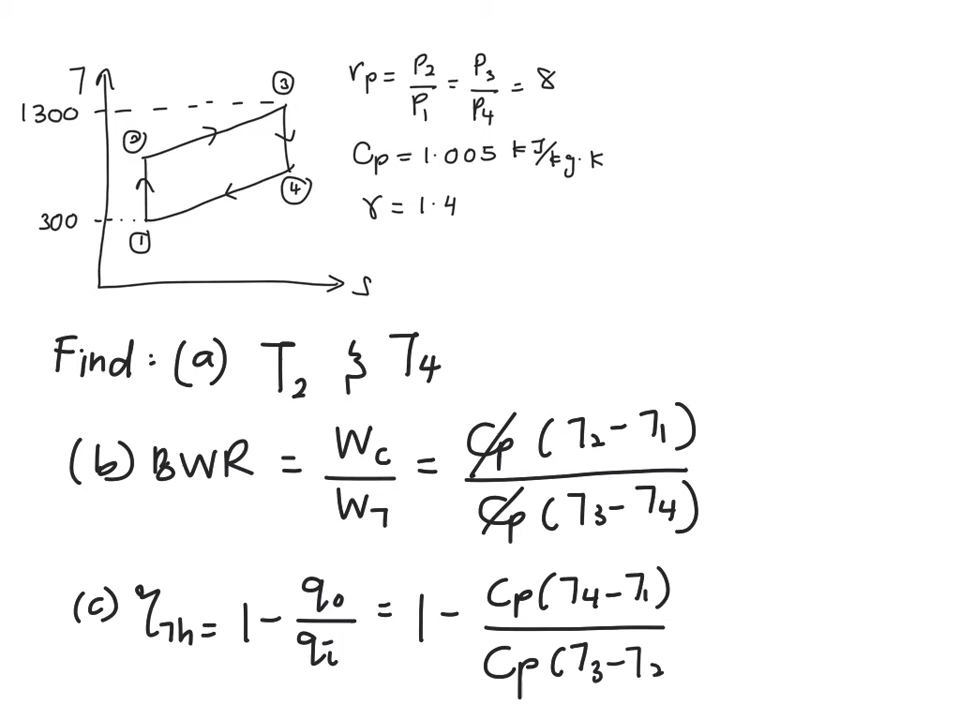 T
1300
③
②
300
④
①
S
rp = P2/P1 = P3/P4 = 8
Cp = 1.005 kJ/kg.K
γ = 1.4
Find : (a) T2 & T4
(b) BWR = Wc/WT = Cp (T2 - T1)/Cp (T3 - T4)
(c) ηTh = 1 - qo/qi = 1 - Cp(T4 - T1)/Cp(T3 - T2